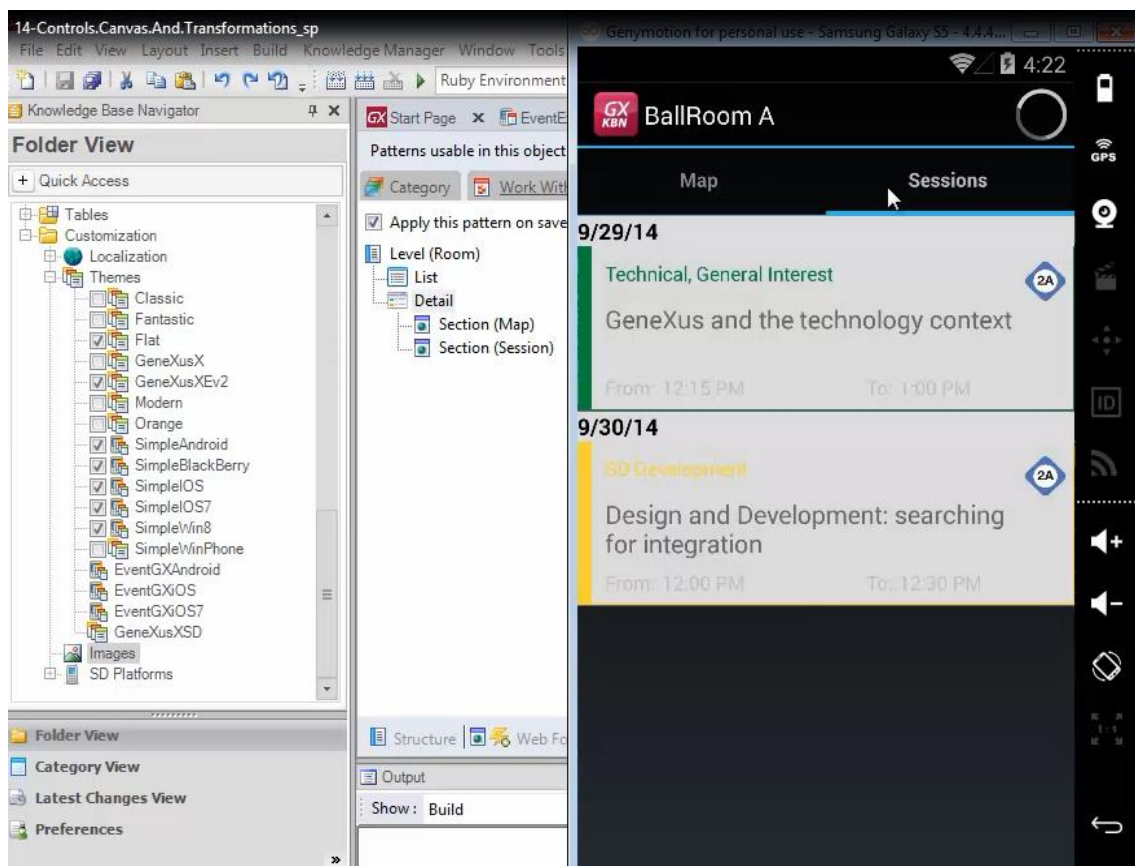 14-Controls.Canvas.And.Transformations_sp
File Edit View Layout Insert Build Knowledge Manager Window Tools
Ruby Environment
Knowledge Base Navigator
Folder View
+ Quick Access
Tables
Customization
Localization
Themes
Classic
Fantastic
Flat
GeneXusX
GeneXusXEv2
Modern
Orange
SimpleAndroid
SimpleBlackBerry
SimpleIOS
SimpleIOS7
SimpleWin8
SimpleWinPhone
EventGXAndroid
EventGXiOS
EventGXiOS7
GeneXusXSD
Images
SD Platforms
Folder View
Category View
Latest Changes View
Preferences
»
GX Start Page EventE
Patterns usable in this object
Category Work With
Apply this pattern on save
Level (Room)
List
Detail
Section (Map)
Section (Session)
Structure Web Fo
Output
Show: Build
Genymotion for personal use - Samsung Galaxy S5 - 4.4.4...
4:22
GX KBN BallRoom A
Map Sessions
9/29/14
Technical, General Interest 2A
GeneXus and the technology context
From: 12:15 PM To: 1:00 PM
9/30/14
SD Development 2A
Design and Development: searching
for integration
From: 12:00 PM To: 12:30 PM
GPS
ID
1:1